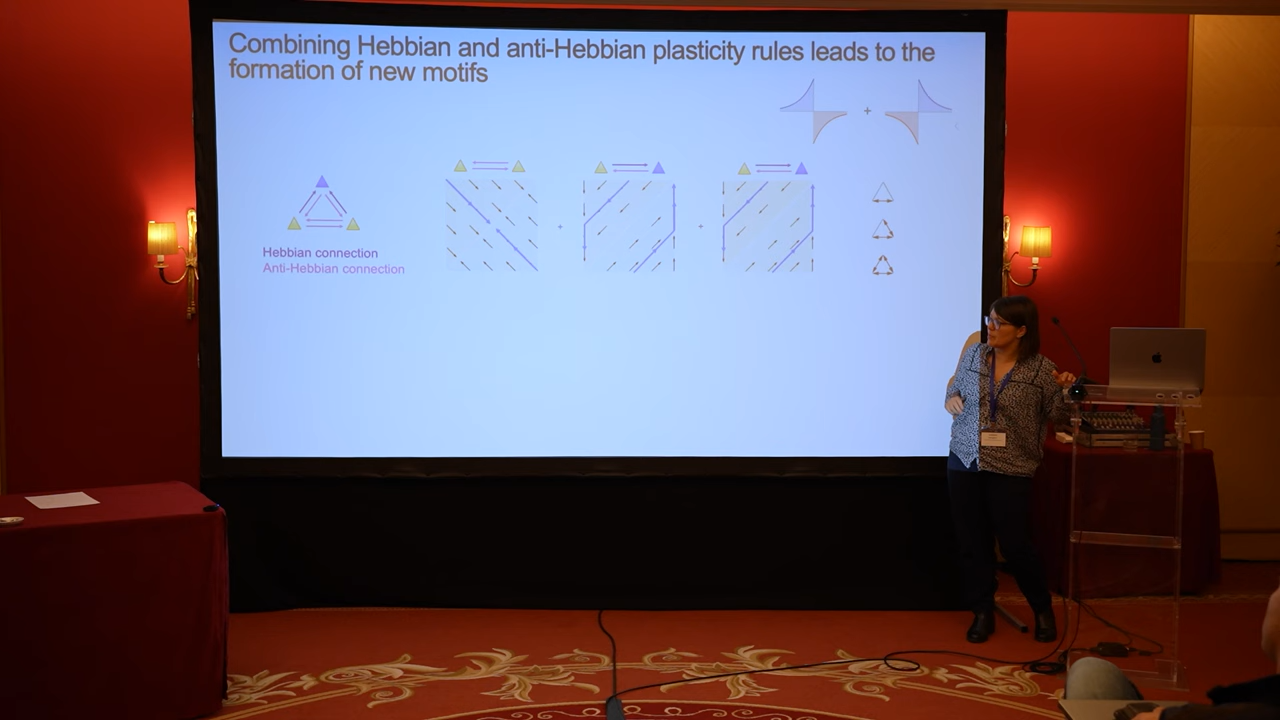 Combining Hebbian and anti-Hebbian plasticity rules leads to the
formation of new motifs
Hebbian connection
Anti-Hebbian connection